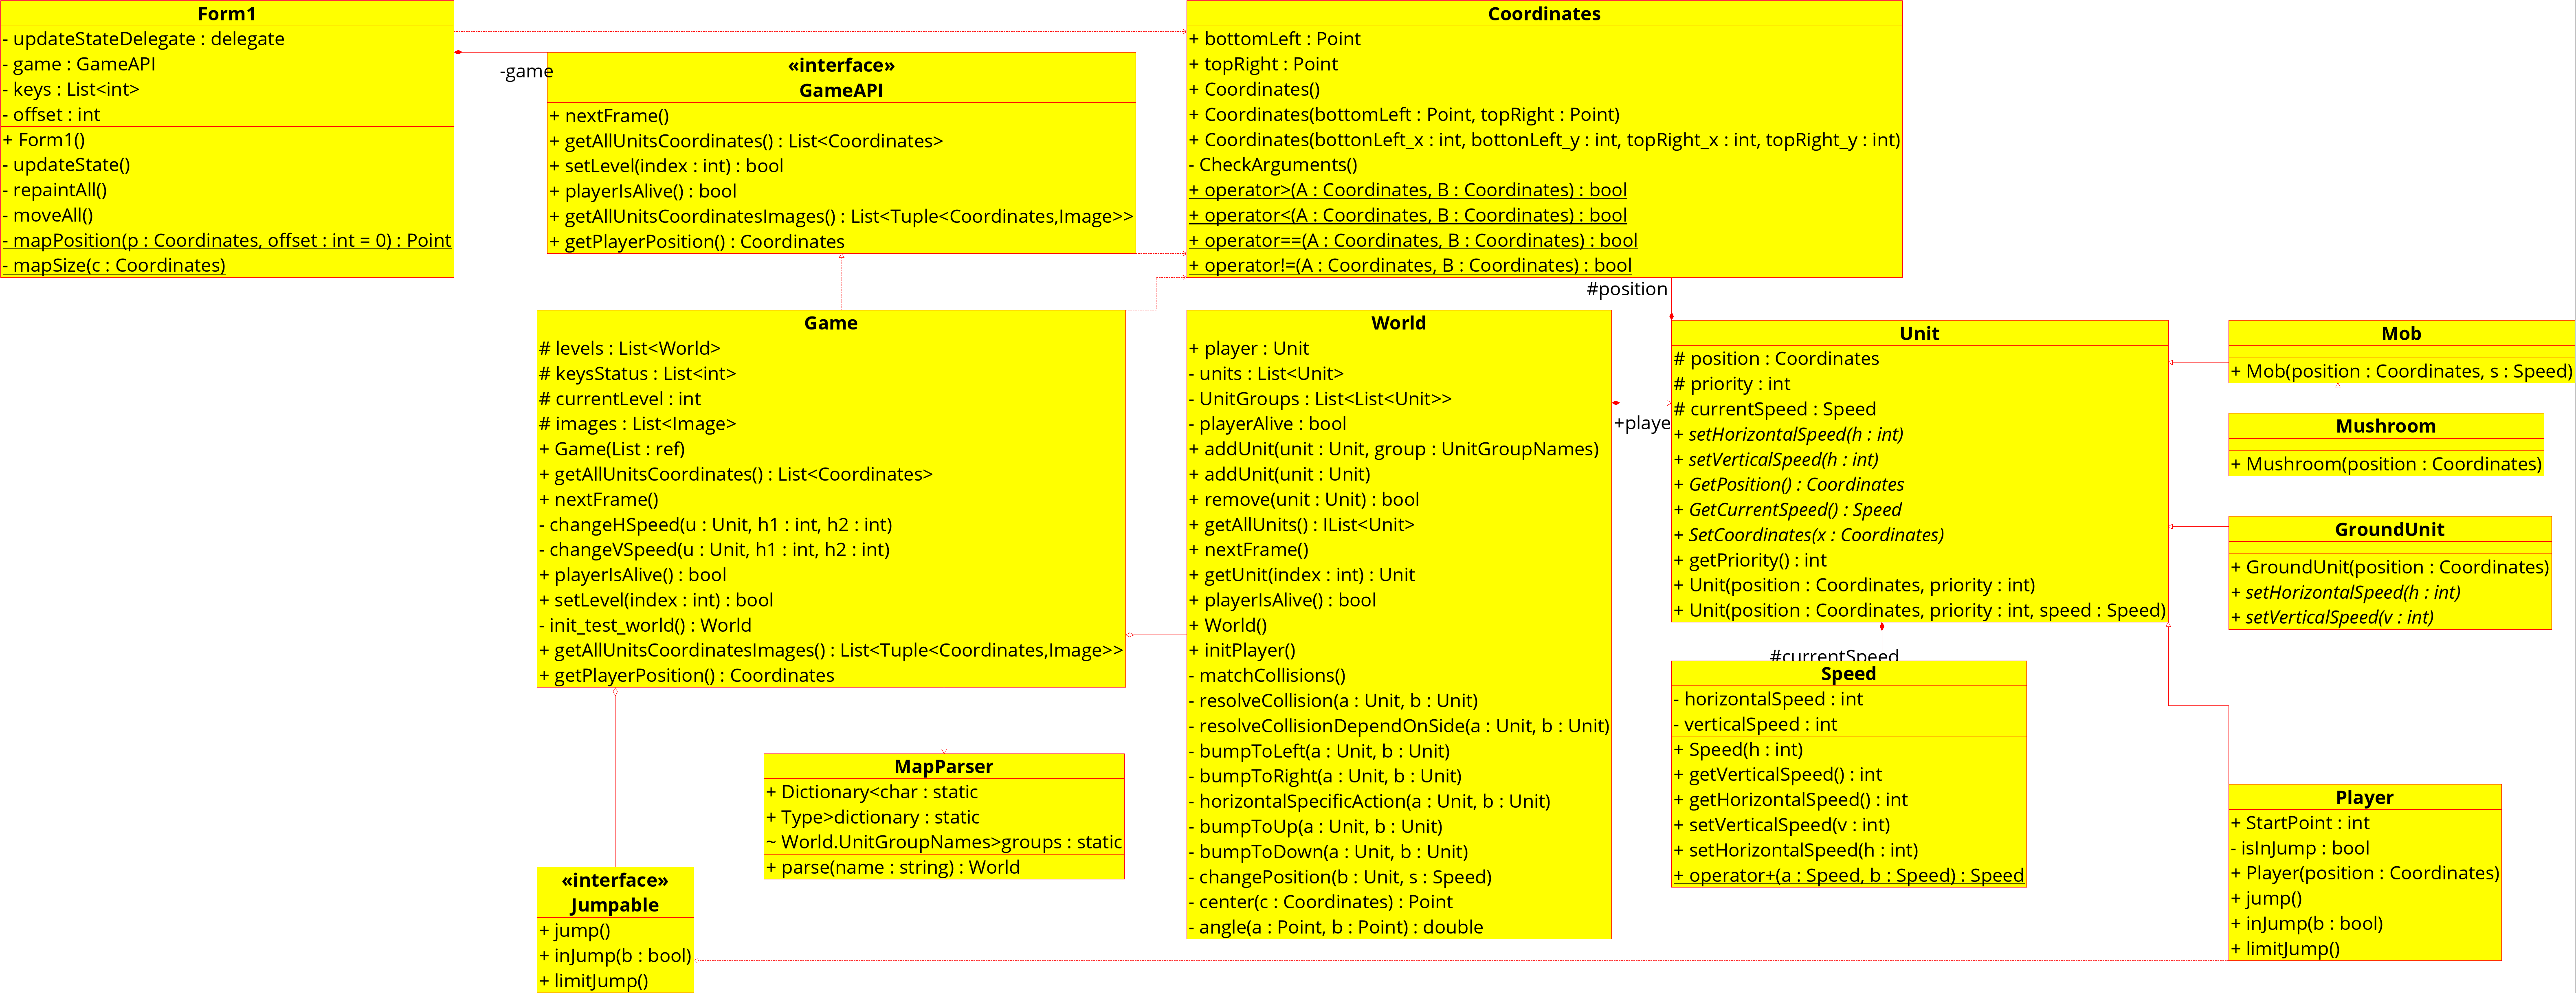 Form1
- updateStateDelegate : delegate
- game : GameAPI
- keys : List<int>
- offset : int
+ Form1()
- updateState()
- repaintAll()
- moveAll()
- mapPosition(p : Coordinates, offset : int = 0) : Point
- mapSize(c : Coordinates)
-game
«interface»
GameAPI
+ nextFrame()
+ getAllUnitsCoordinates() : List<Coordinates>
+ setLevel(index : int) : bool
+ playerIsAlive() : bool
+ getAllUnitsCoordinatesImages() : List<Tuple<Coordinates,Image>>
+ getPlayerPosition() : Coordinates
Coordinates
+ bottomLeft : Point
+ topRight : Point
+ Coordinates()
+ Coordinates(bottomLeft : Point, topRight : Point)
+ Coordinates(bottonLeft_x : int, bottonLeft_y : int, topRight_x : int, topRight_y : int)
- CheckArguments()
+ operator>(A : Coordinates, B : Coordinates) : bool
+ operator<(A : Coordinates, B : Coordinates) : bool
+ operator==(A : Coordinates, B : Coordinates) : bool
+ operator!=(A : Coordinates, B : Coordinates) : bool
#position
Game
# levels : List<World>
# keysStatus : List<int>
# currentLevel : int
# images : List<Image>
+ Game(List : ref)
+ getAllUnitsCoordinates() : List<Coordinates>
+ nextFrame()
- changeHSpeed(u : Unit, h1 : int, h2 : int)
- changeVSpeed(u : Unit, h1 : int, h2 : int)
+ playerIsAlive() : bool
+ setLevel(index : int) : bool
- init_test_world() : World
+ getAllUnitsCoordinatesImages() : List<Tuple<Coordinates,Image>>
+ getPlayerPosition() : Coordinates
World
+ player : Unit
- units : List<Unit>
- UnitGroups : List<List<Unit>>
- playerAlive : bool
+ addUnit(unit : Unit, group : UnitGroupNames)
+ addUnit(unit : Unit)
+ remove(unit : Unit) : bool
+ getAllUnits() : IList<Unit>
+ nextFrame()
+ getUnit(index : int) : Unit
+ playerIsAlive() : bool
+ World()
+ initPlayer()
- matchCollisions()
- resolveCollision(a : Unit, b : Unit)
- resolveCollisionDependOnSide(a : Unit, b : Unit)
- bumpToLeft(a : Unit, b : Unit)
- bumpToRight(a : Unit, b : Unit)
- horizontalSpecificAction(a : Unit, b : Unit)
- bumpToUp(a : Unit, b : Unit)
- bumpToDown(a : Unit, b : Unit)
- changePosition(b : Unit, s : Speed)
- center(c : Coordinates) : Point
- angle(a : Point, b : Point) : double
+playe
Unit
# position : Coordinates
# priority : int
# currentSpeed : Speed
+ setHorizontalSpeed(h : int)
+ setVerticalSpeed(h : int)
+ GetPosition() : Coordinates
+ GetCurrentSpeed() : Speed
+ SetCoordinates(x : Coordinates)
+ getPriority() : int
+ Unit(position : Coordinates, priority : int)
+ Unit(position : Coordinates, priority : int, speed : Speed)
Mob
+ Mob(position : Coordinates, s : Speed)
Mushroom
+ Mushroom(position : Coordinates)
GroundUnit
+ GroundUnit(position : Coordinates)
+ setHorizontalSpeed(h : int)
+ setVerticalSpeed(v : int)
#currentSpeed
Speed
- horizontalSpeed : int
- verticalSpeed : int
+ Speed(h : int)
+ getVerticalSpeed() : int
+ getHorizontalSpeed() : int
+ setVerticalSpeed(v : int)
+ setHorizontalSpeed(h : int)
+ operator+(a : Speed, b : Speed) : Speed
MapParser
+ Dictionary<char : static
+ Type>dictionary : static
~ World.UnitGroupNames>groups : static
+ parse(name : string) : World
Player
+ StartPoint : int
- isInJump : bool
+ Player(position : Coordinates)
+ jump()
+ inJump(b : bool)
+ limitJump()
«interface»
Jumpable
+ jump()
+ inJump(b : bool)
+ limitJump()